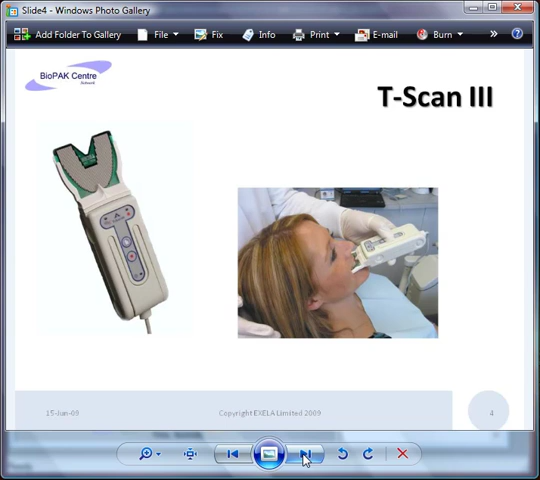 Slide4 - Windows Photo Gallery
Add Folder To Gallery File Fix Info Print E-mail Burn » ?
BioPAK Centre
T-Scan III
15-Jun-09
Copyright EXELA Limited 2009
4